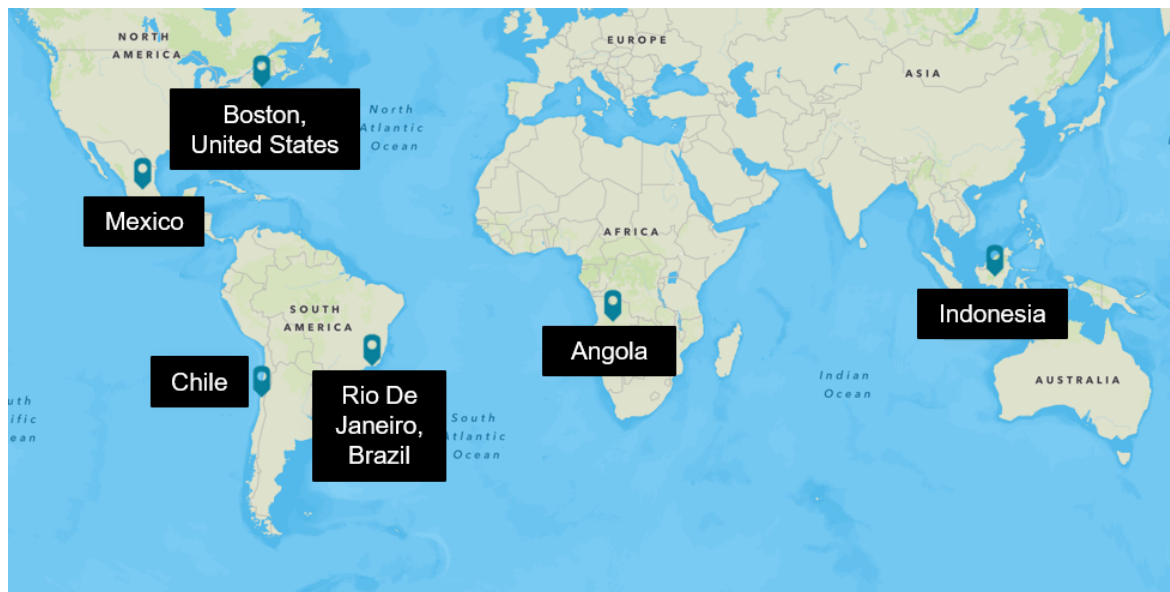 NORTH
AMERICA
EUROPE
ASIA
Boston,
United States
North
Atlantic
Ocean
Mexico
AFRICA
SOUTH
AMERICA
Indonesia
Angola
Chile
Rio De
Janeiro,
Brazil
Indian
Ocean
AUSTRALIA
South
Atlantic
Ocean